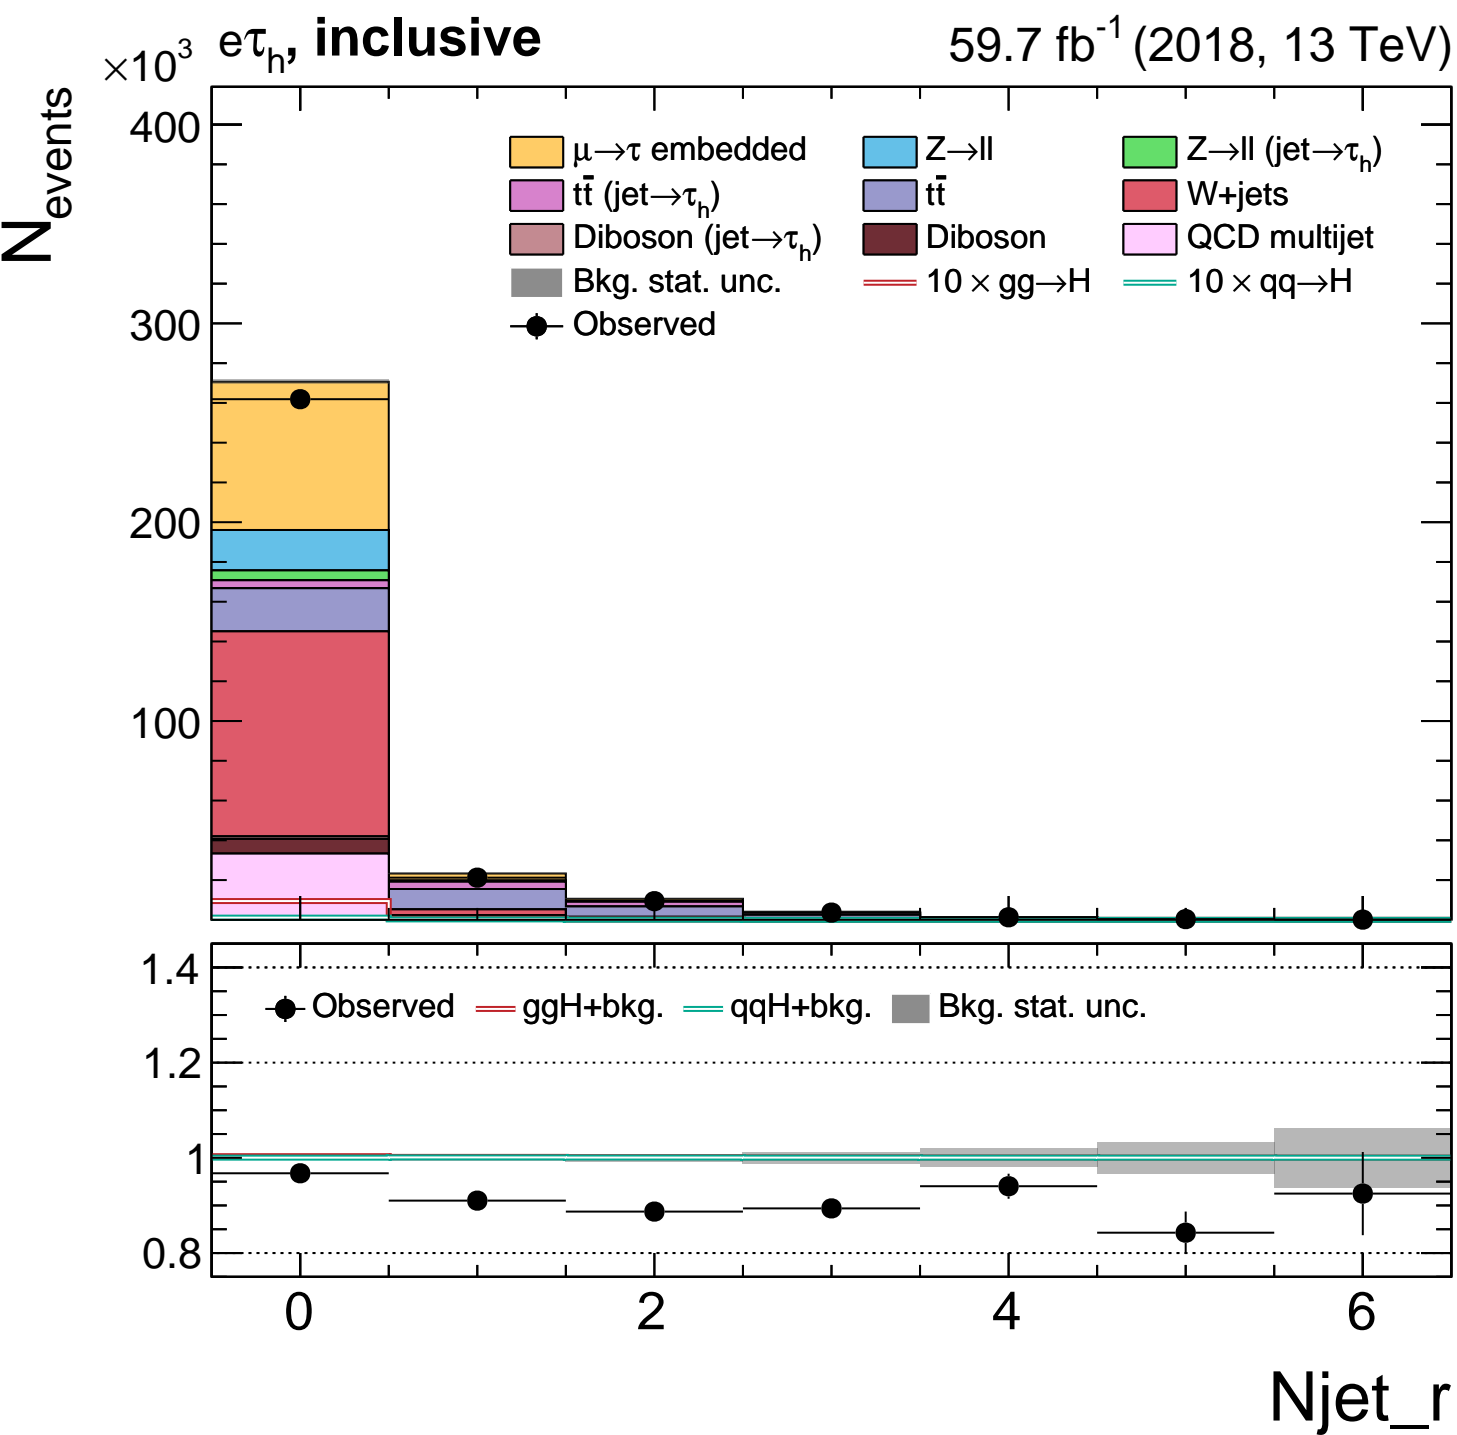 ×10³ eτₕ, inclusive 59.7 fb⁻¹ (2018, 13 TeV)
N_events
400
300
200
100
μ→τ embedded Z→ll Z→ll (jet→τₕ)
tt̄ (jet→τₕ) tt̄ W+jets
Diboson (jet→τₕ) Diboson QCD multijet
Bkg. stat. unc. 10 × gg→H 10 × qq→H
Observed
1.4
1.2
1
0.8
Observed ggH+bkg. qqH+bkg. Bkg. stat. unc.
0 2 4 6
Njet_r